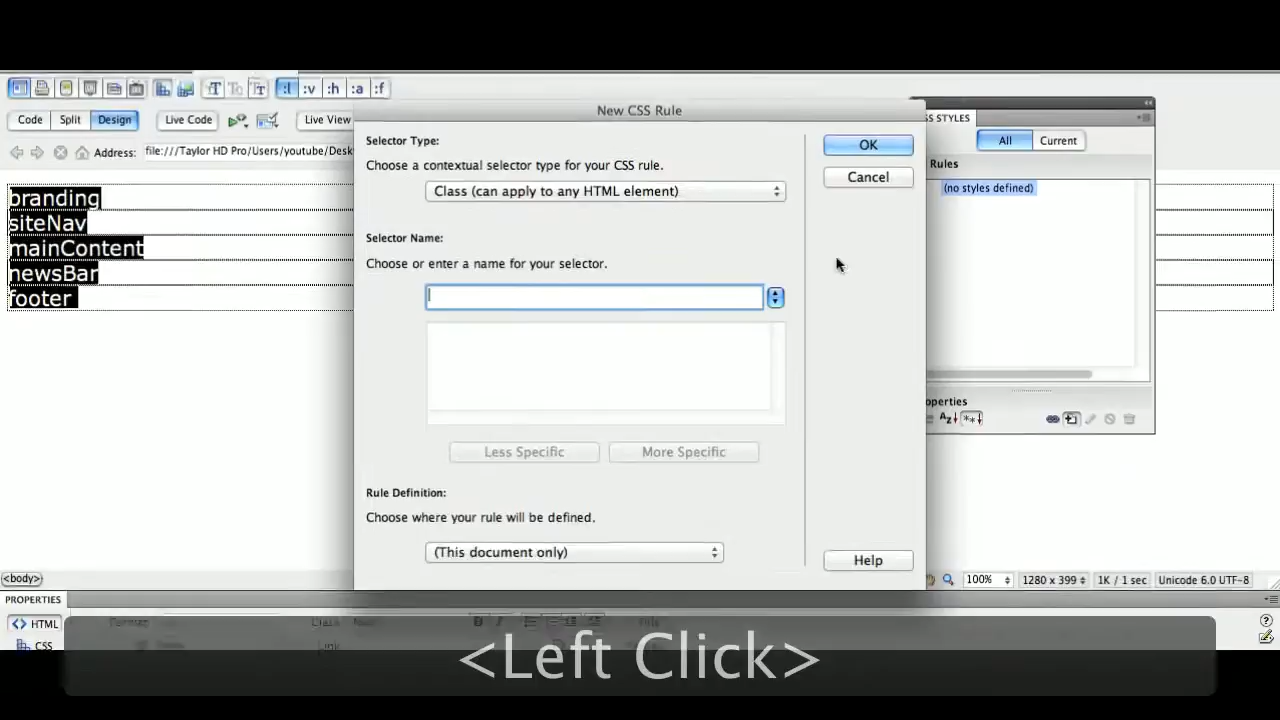 :l :v :h :a :f
Code Split Design Live Code Live View
Address: file:///Taylor HD Pro/Users/youtube/Desk
branding
siteNav
mainContent
newsBar
footer
New CSS Rule
Selector Type:
Choose a contextual selector type for your CSS rule.
Class (can apply to any HTML element)
Selector Name:
Choose or enter a name for your selector.
Less Specific More Specific
Rule Definition:
Choose where your rule will be defined.
(This document only)
OK
Cancel
Help
SS STYLES
All Current
Rules
(no styles defined)
operties
<body>
100% 1280 x 399 1K / 1 sec Unicode 6.0 UTF-8
PROPERTIES
<> HTML Format Class
CSS Link
<Left Click>